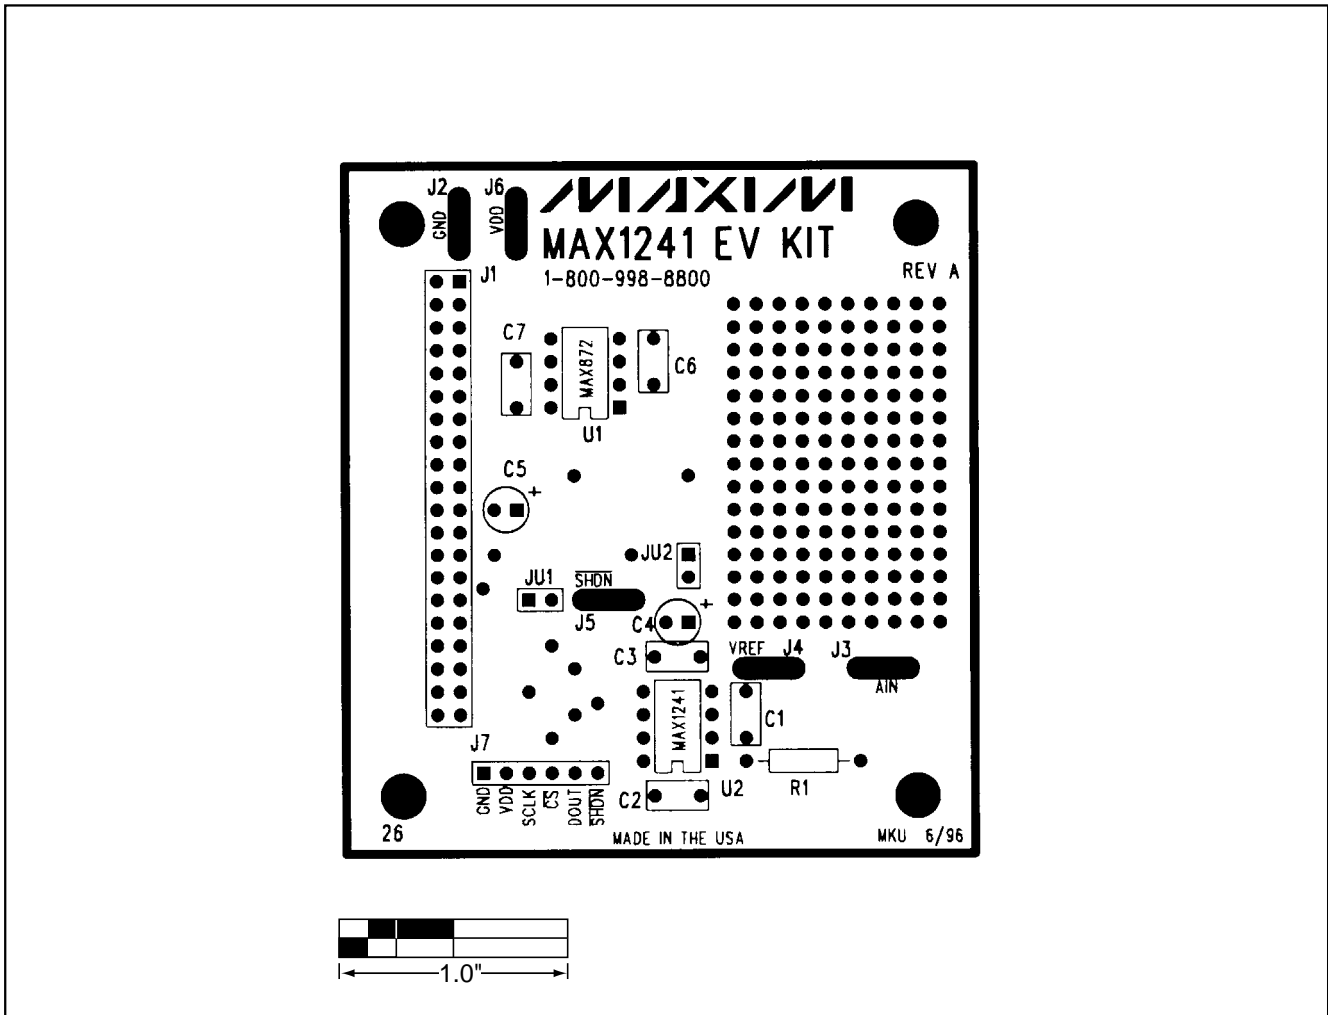 J2
J6
MAXIM
GND
VDD
MAX1241 EV KIT
J1
1-800-998-8800
REV A
C7
MAX872
C6
U1
C5
+
JU2
JU1
SHDN
+
J5
C4
C3
VREF
J4
J3
AIN
MAX1241
C1
J7
U2
R1
C2
GND
VDD
SCLK
CS
DOUT
SHDN
26
MADE IN THE USA
MKU 6/96
1.0"